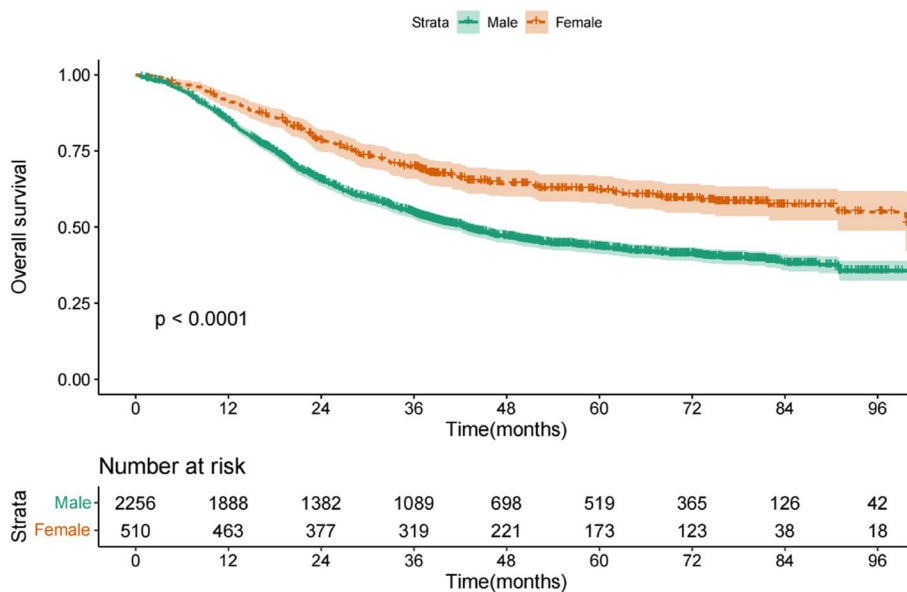 Strata Male Female
Overall survival
1.00
0.75
0.50
0.25
0.00
p < 0.0001
0 12 24 36 48 60 72 84 96
Time(months)
Number at risk
Strata
Male 2256 1888 1382 1089 698 519 365 126 42
Female 510 463 377 319 221 173 123 38 18
0 12 24 36 48 60 72 84 96
Time(months)